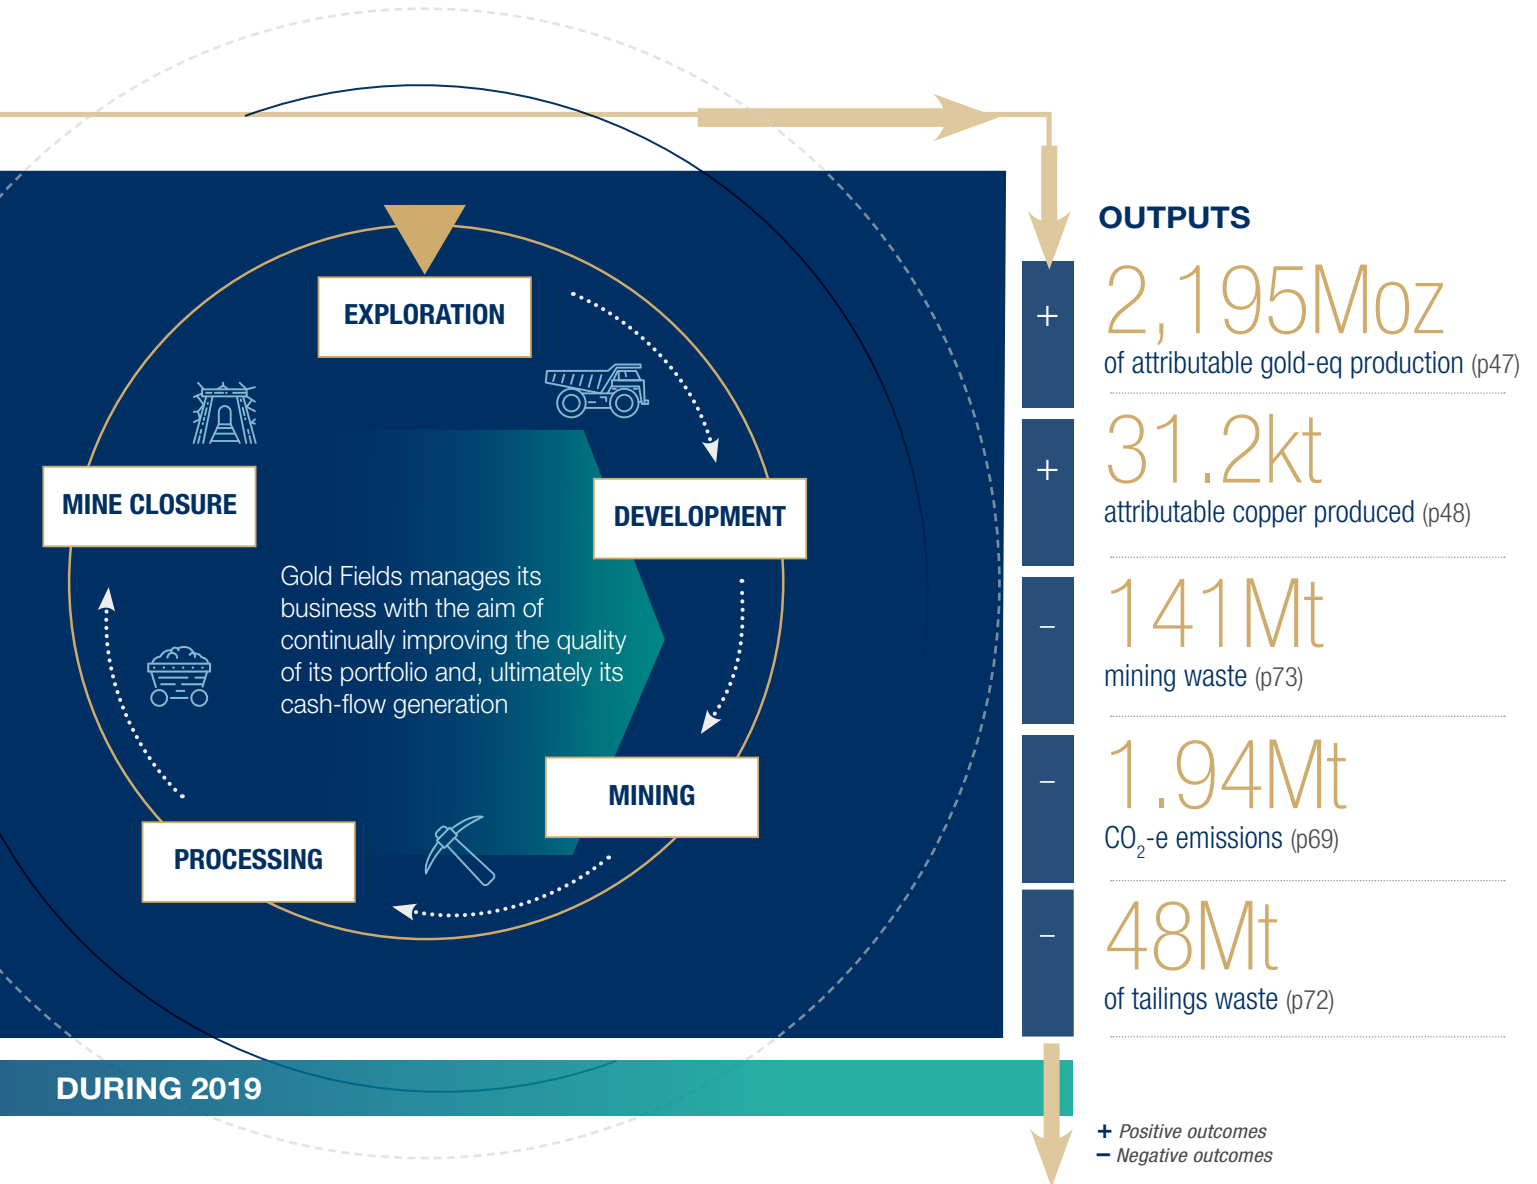 EXPLORATION
DEVELOPMENT
MINING
PROCESSING
MINE CLOSURE
Gold Fields manages its
business with the aim of
continually improving the quality
of its portfolio and, ultimately its
cash-flow generation
DURING 2019
OUTPUTS
+
2,195Moz
of attributable gold-eq production (p47)
+
31.2kt
attributable copper produced (p48)
–
141Mt
mining waste (p73)
–
1.94Mt
CO₂-e emissions (p69)
–
48Mt
of tailings waste (p72)
+ Positive outcomes
– Negative outcomes